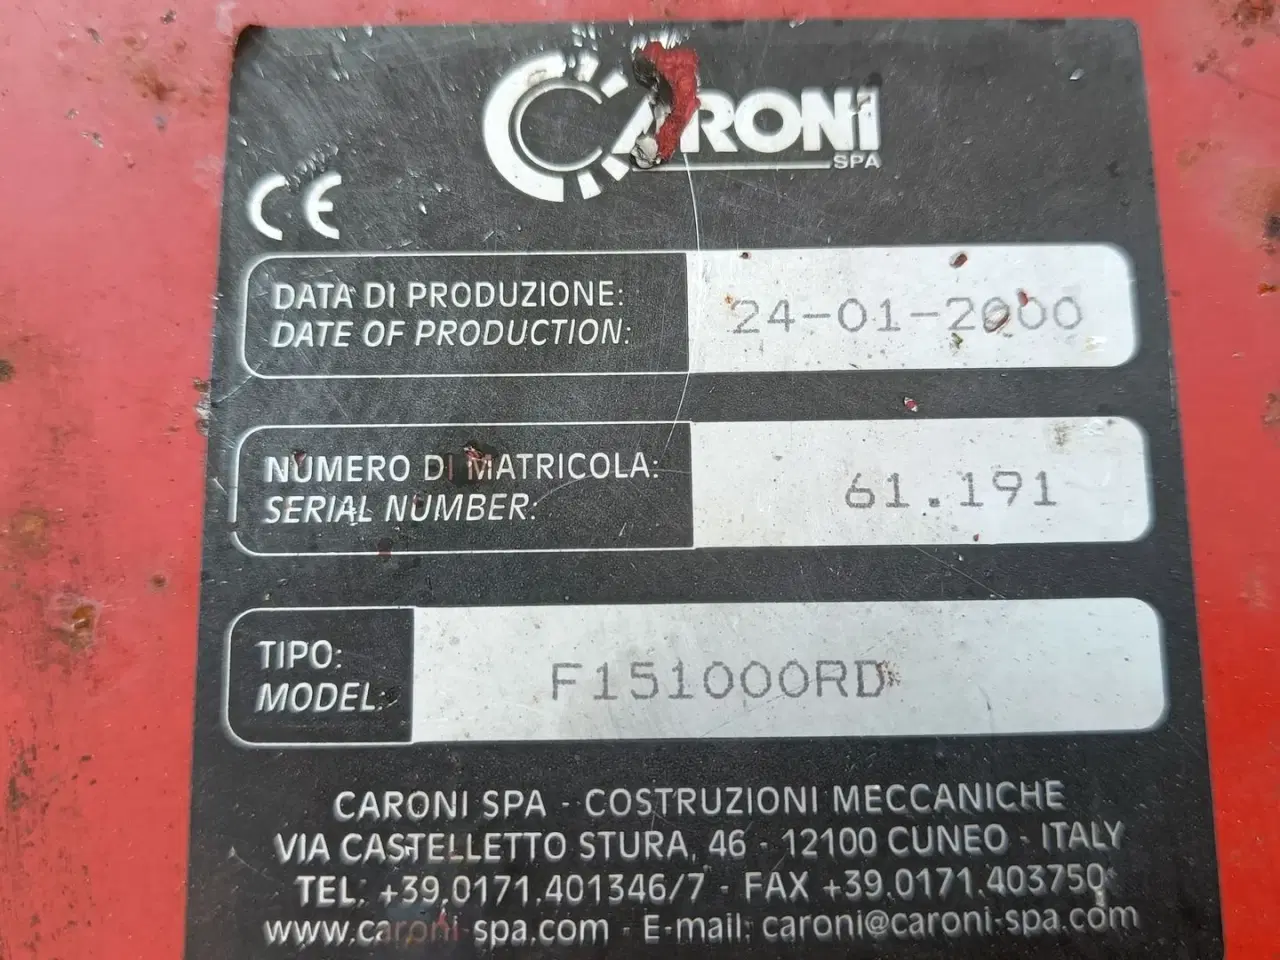 CARONI
SPA
CE
DATA DI PRODUZIONE:
DATE OF PRODUCTION:
24-01-2000
NUMERO DI MATRICOLA:
SERIAL NUMBER:
61.191
TIPO:
MODEL:
F151000RD
CARONI SPA - COSTRUZIONI MECCANICHE
VIA CASTELLETTO STURA, 46 - 12100 CUNEO - ITALY
TEL. +39.0171.401346/7 - FAX +39.0171.403750
www.caroni-spa.com - E-mail: caroni@caroni-spa.com